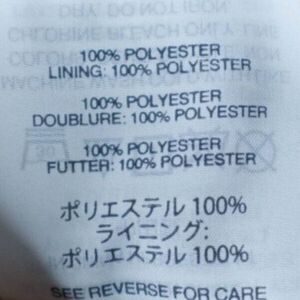 100% POLYESTER
LINING: 100% POLYESTER
100% POLYESTER
DOUBLURE: 100% POLYESTER
100% POLYESTER
FUTTER: 100% POLYESTER
ポリエステル 100%
ライニング:
ポリエステル 100%
SEE REVERSE FOR CARE